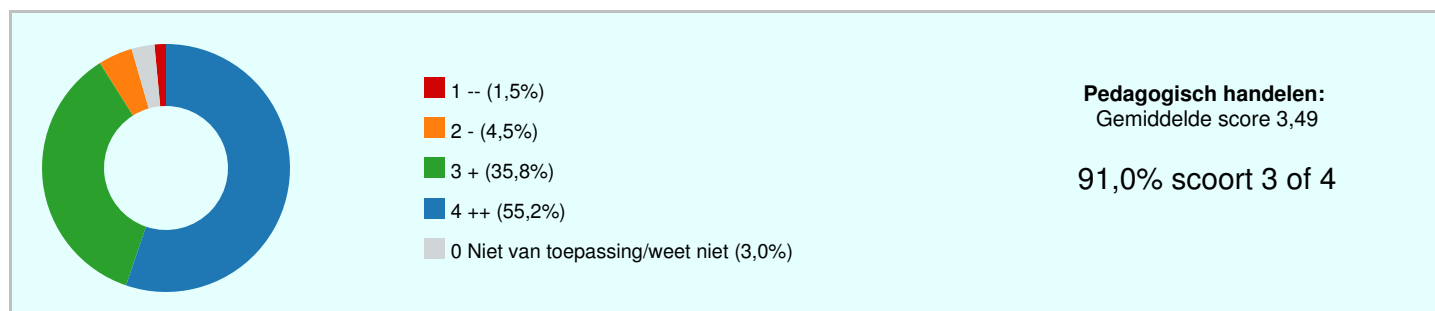 1 -- (1,5%)
2 - (4,5%)
3 + (35,8%)
4 ++ (55,2%)
0 Niet van toepassing/weet niet (3,0%)
Pedagogisch handelen:
Gemiddelde score 3,49
91,0% scoort 3 of 4